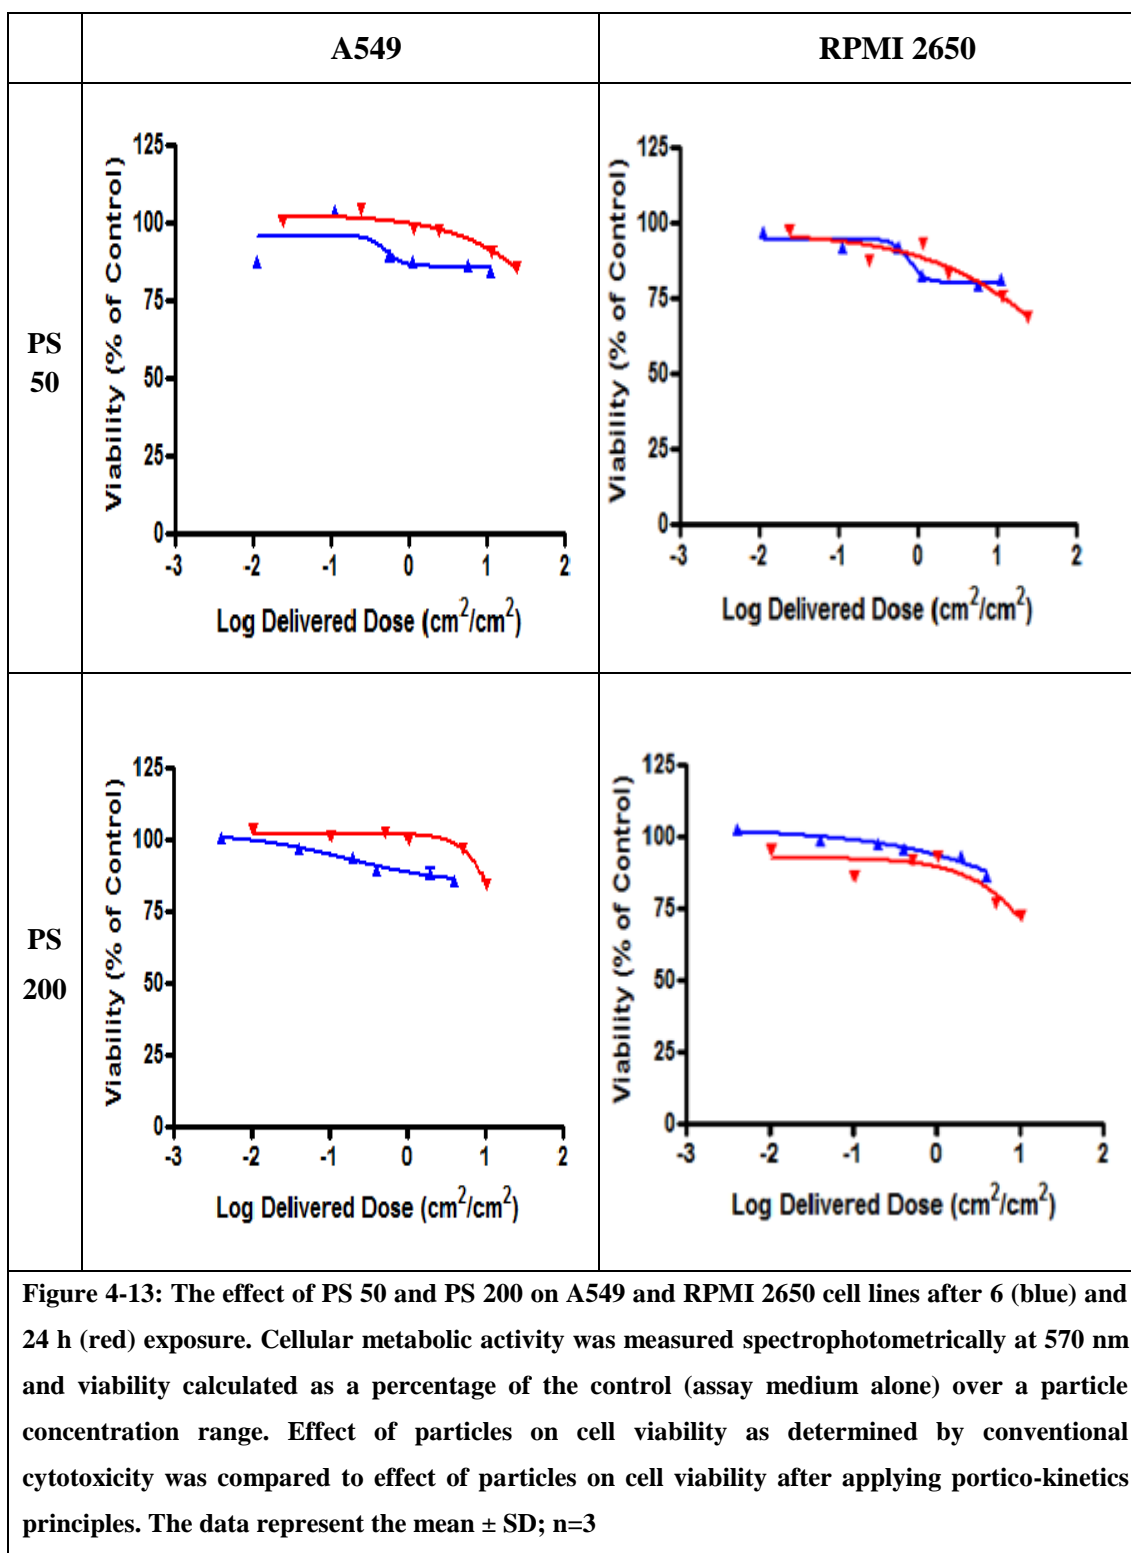 A549
RPMI 2650
PS
50
125
100
75
50
25
0
-3 -2 -1 0 1 2
Viability (% of Control)
Log Delivered Dose (cm²/cm²)
125
100
75
50
25
0
-3 -2 -1 0 1 2
Viability (% of Control)
Log Delivered Dose (cm²/cm²)
PS
200
125
100
75
50
25
0
-3 -2 -1 0 1 2
Viability (% of Control)
Log Delivered Dose (cm²/cm²)
125
100
75
50
25
0
-3 -2 -1 0 1 2
Viability (% of Control)
Log Delivered Dose (cm²/cm²)
Figure 4-13: The effect of PS 50 and PS 200 on A549 and RPMI 2650 cell lines after 6 (blue) and
24 h (red) exposure. Cellular metabolic activity was measured spectrophotometrically at 570 nm
and viability calculated as a percentage of the control (assay medium alone) over a particle
concentration range. Effect of particles on cell viability as determined by conventional
cytotoxicity was compared to effect of particles on cell viability after applying portico-kinetics
principles. The data represent the mean ± SD; n=3